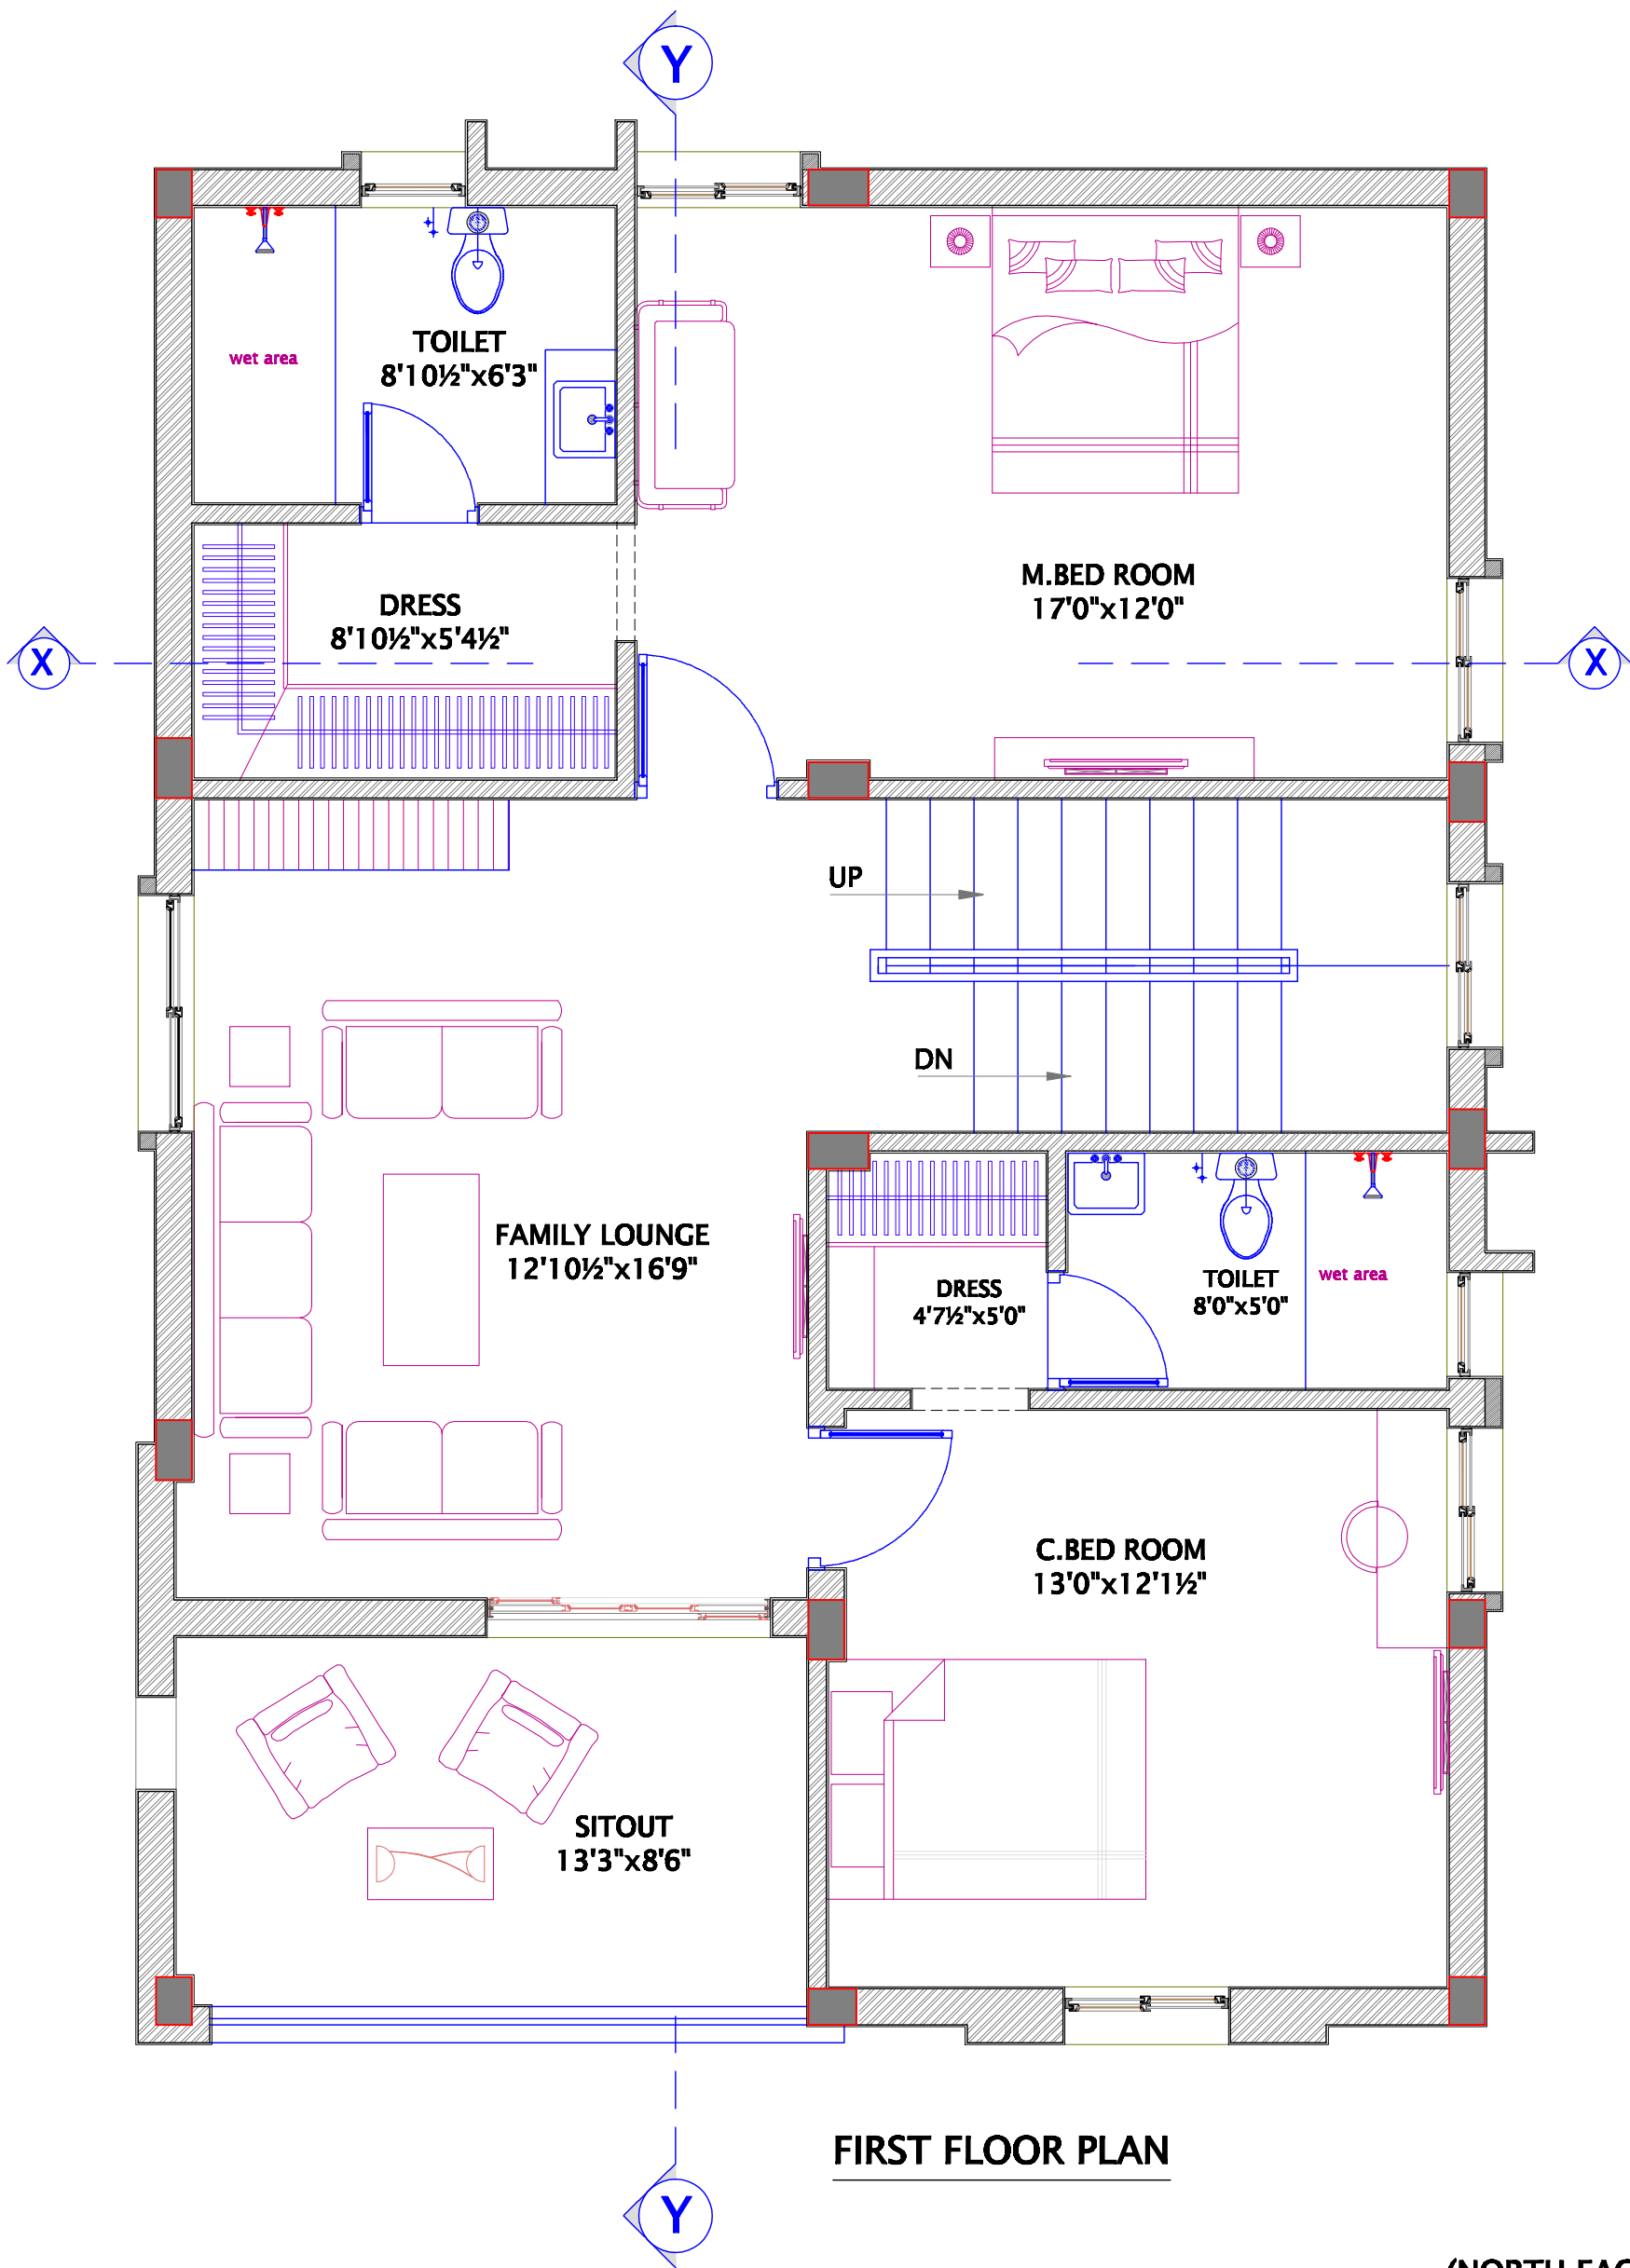 Y
TOILET
8'10½"x6'3"
wet area
M.BED ROOM
17'0"x12'0"
DRESS
8'10½"x5'4½"
X
X
UP
DN
FAMILY LOUNGE
12'10½"x16'9"
DRESS
4'7½"x5'0"
TOILET
8'0"x5'0"
wet area
C.BED ROOM
13'0"x12'1½"
SITOUT
13'3"x8'6"
FIRST FLOOR PLAN
Y
(NORTH